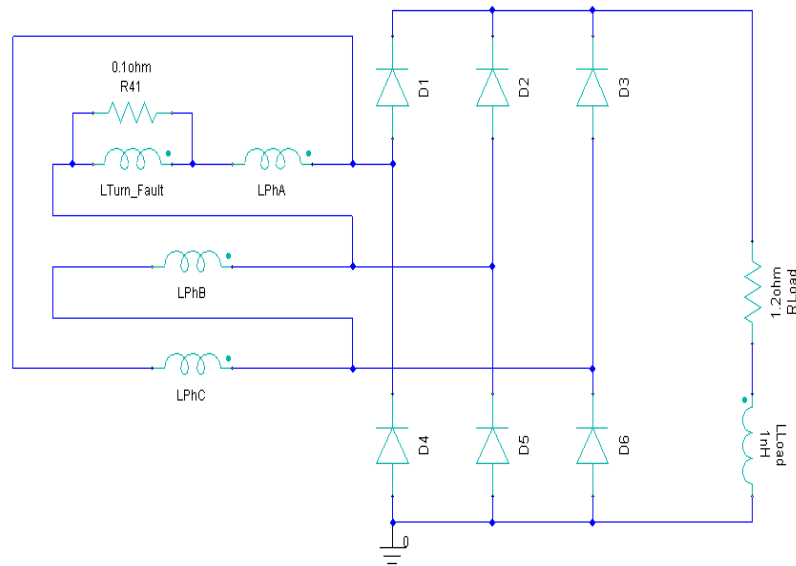 0.1ohm
R41
LTurn_Fault
LPhA
D1
D2
D3
LPhB
LPhC
1.2ohm
RLoad
LLoad
1nH
D4
D5
D6
0